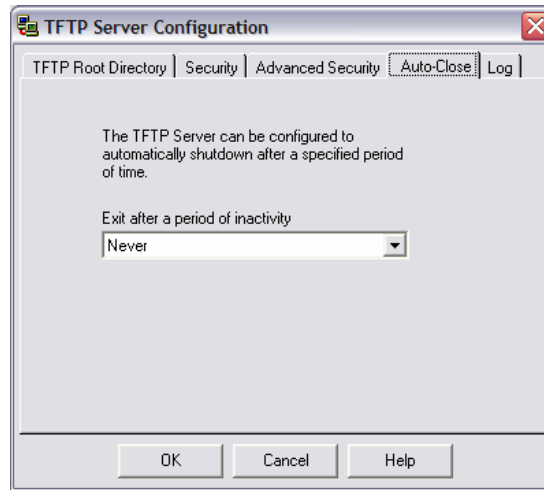 TFTP Server Configuration
TFTP Root Directory Security Advanced Security Auto-Close Log
The TFTP Server can be configured to
automatically shutdown after a specified period
of time.
Exit after a period of inactivity
Never
OK Cancel Help